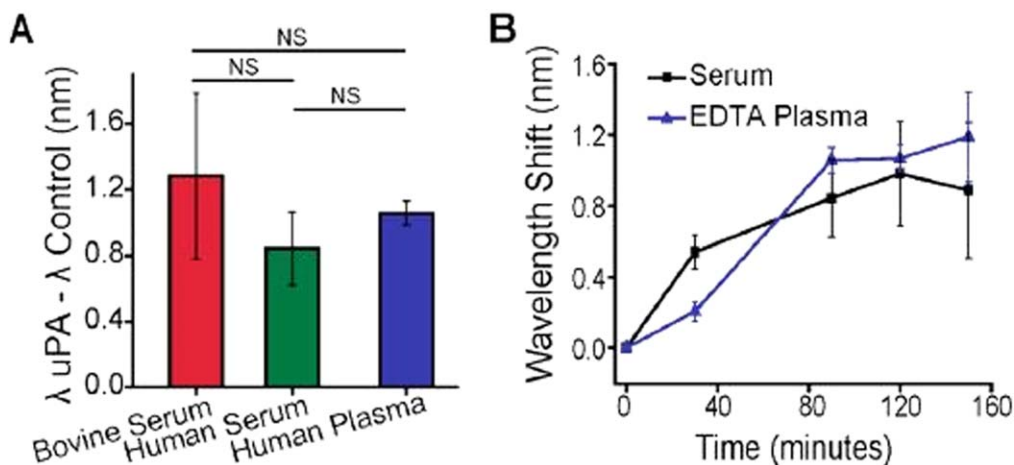 A
NS
NS
NS
λ uPA - λ Control (nm)
1.6
1.2
0.8
0.4
0.0
Bovine Serum
Human Serum
Human Plasma
B
Serum
EDTA Plasma
Wavelength Shift (nm)
1.6
1.2
0.8
0.4
0.0
0 40 80 120 160
Time (minutes)